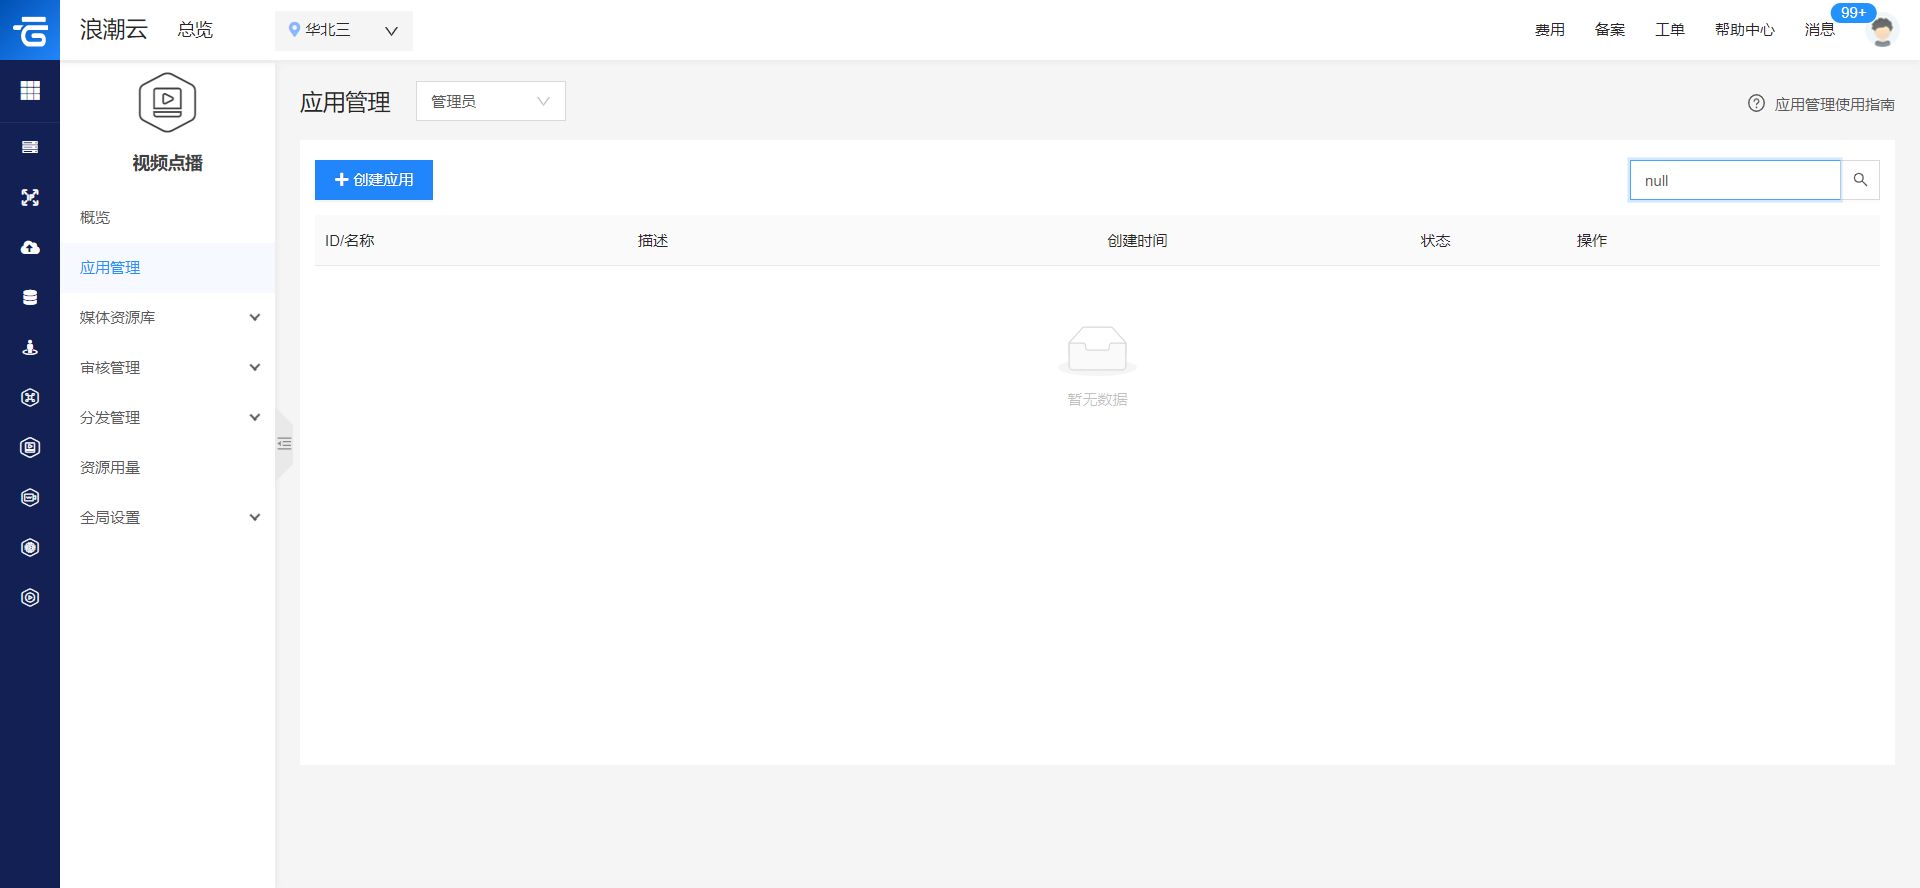 浪潮云
总览
华北三
费用
备案
工单
帮助中心
消息
99+
视频点播
概览
应用管理
媒体资源库
审核管理
分发管理
资源用量
全局设置
应用管理
管理员
应用管理使用指南
创建应用
null
ID/名称
描述
创建时间
状态
操作
暂无数据